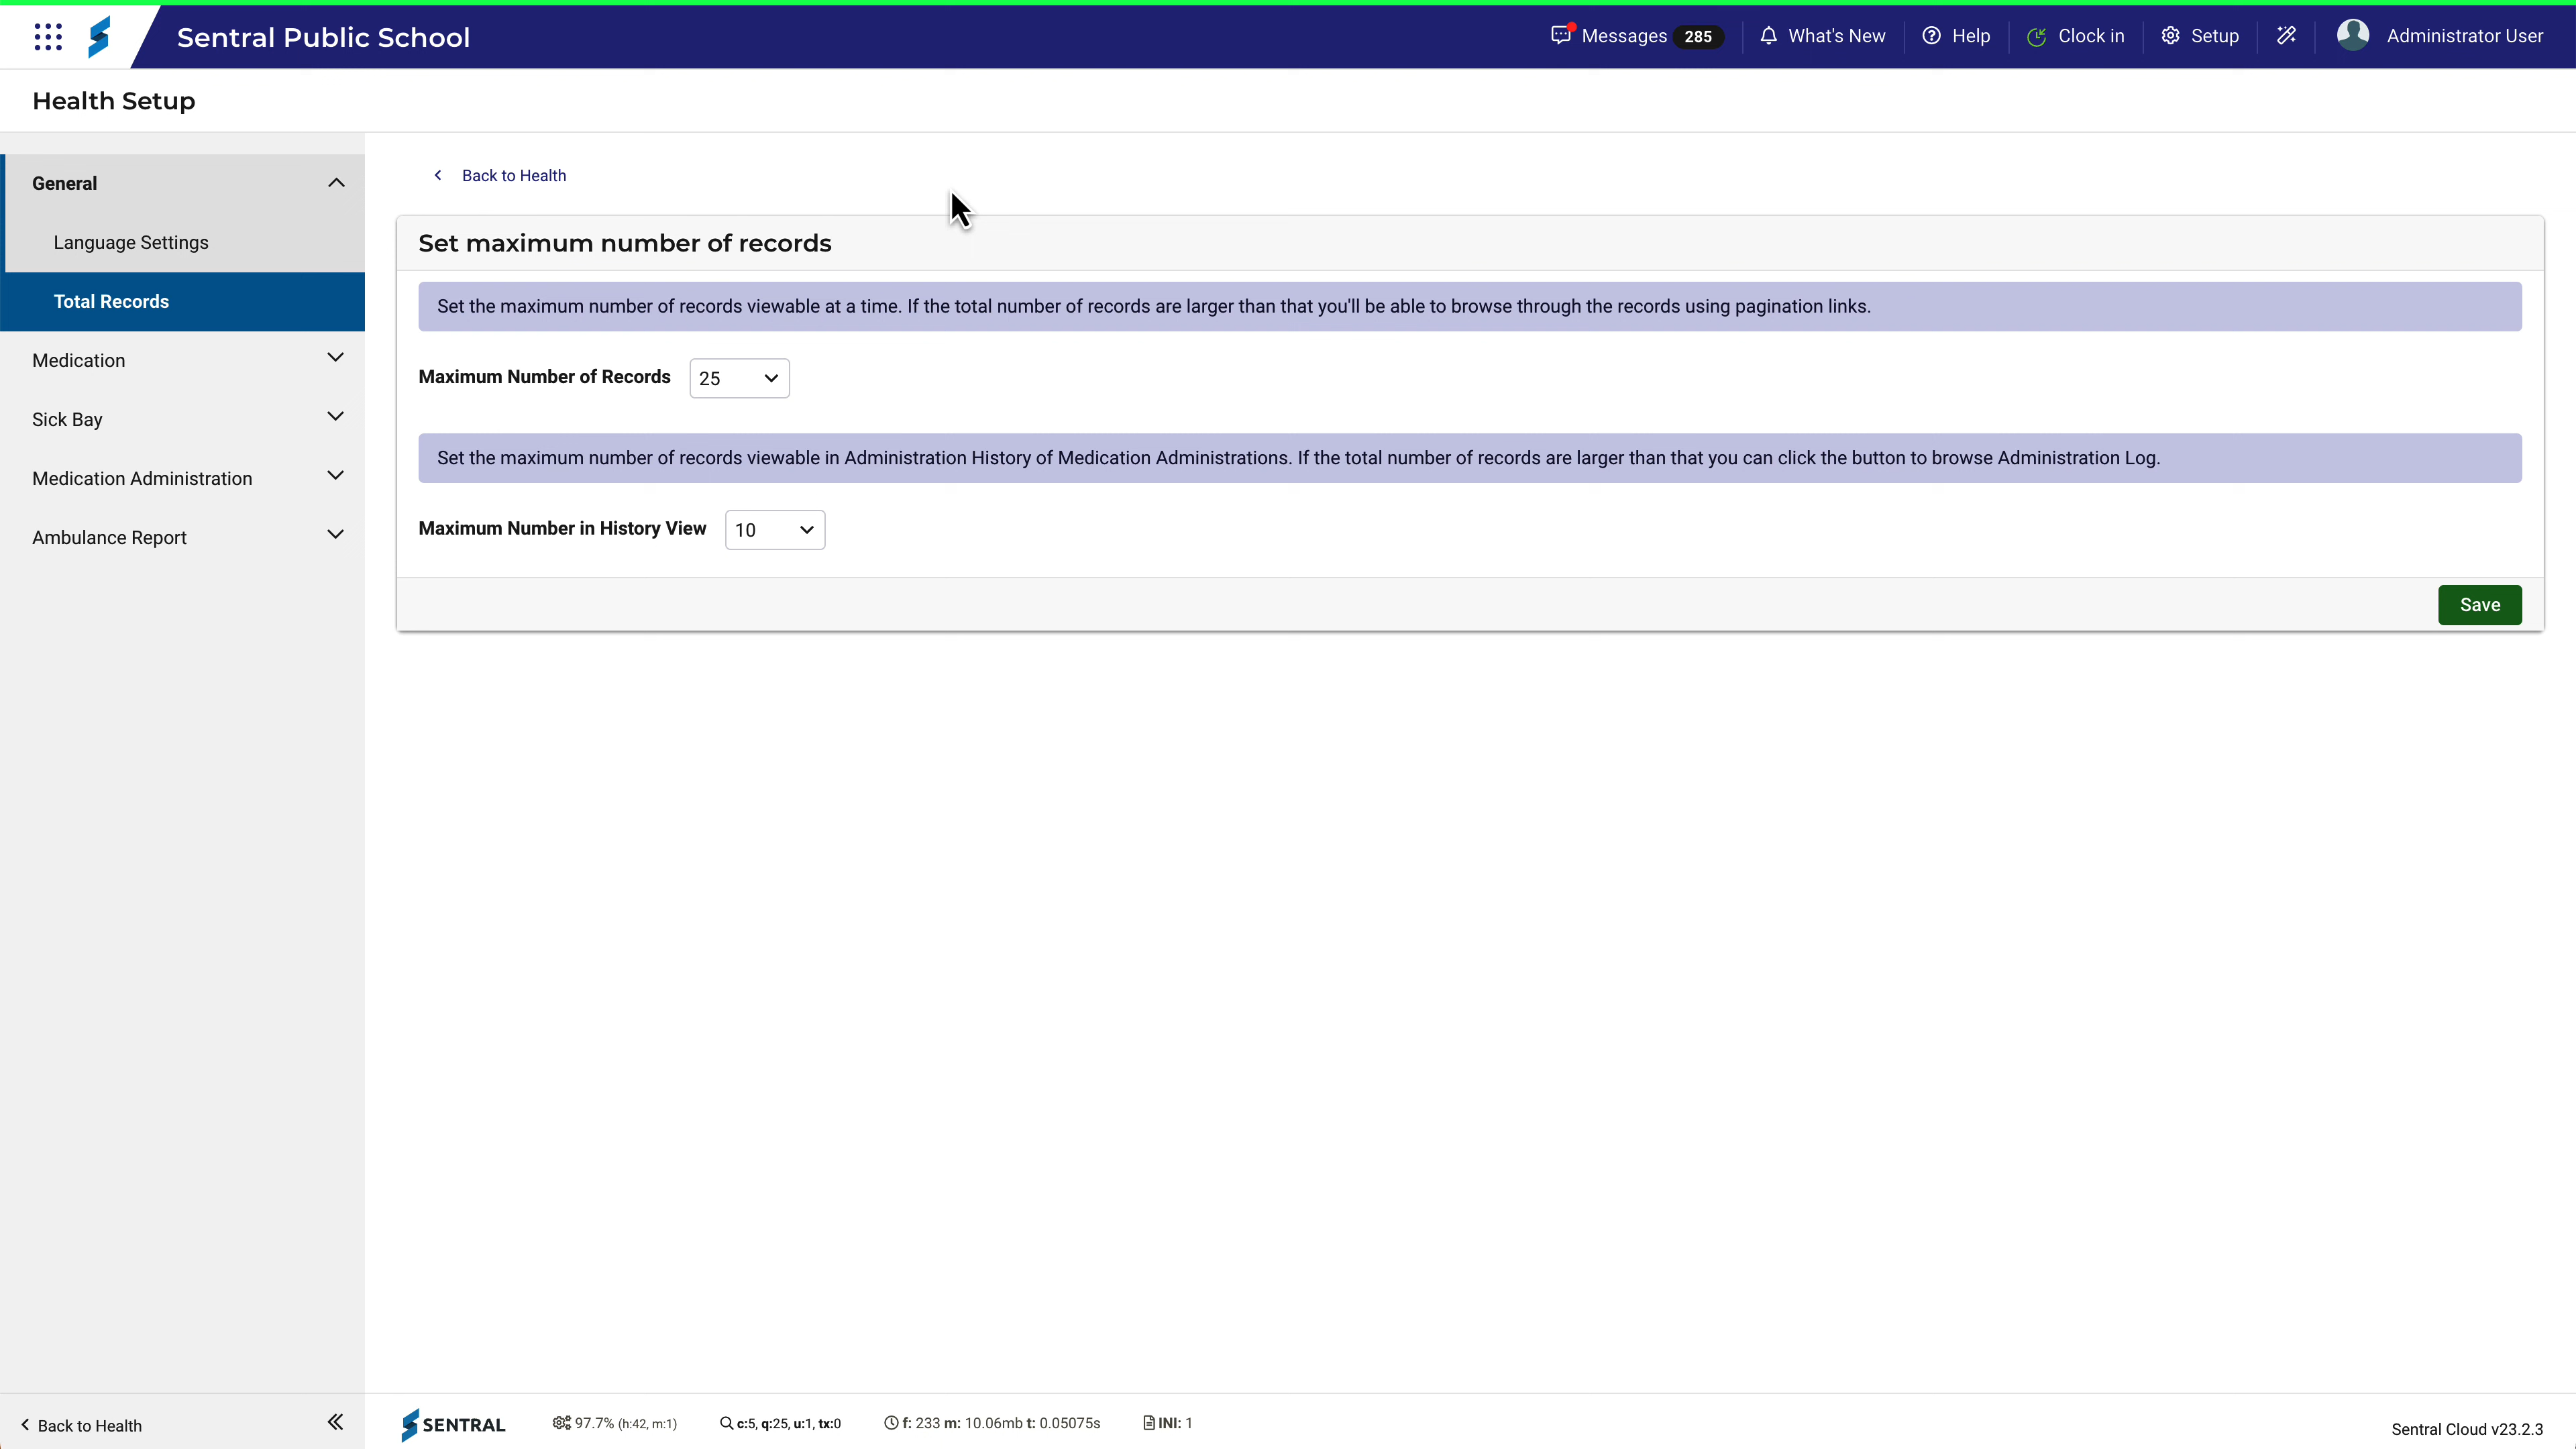 Sentral Public School
Messages 285
What's New
Help
Clock in
Setup
Administrator User
Health Setup
General
Language Settings
Total Records
Medication
Sick Bay
Medication Administration
Ambulance Report
Back to Health
Set maximum number of records
Set the maximum number of records viewable at a time. If the total number of records are larger than that you'll be able to browse through the records using pagination links.
Maximum Number of Records 25
Set the maximum number of records viewable in Administration History of Medication Administrations. If the total number of records are larger than that you can click the button to browse Administration Log.
Maximum Number in History View 10
Save
Back to Health
SENTRAL
97.7% (h:42, m:1)
c:5, q:25, u:1, tx:0
f: 233 m: 10.06mb t: 0.05075s
INI: 1
Sentral Cloud v23.2.3